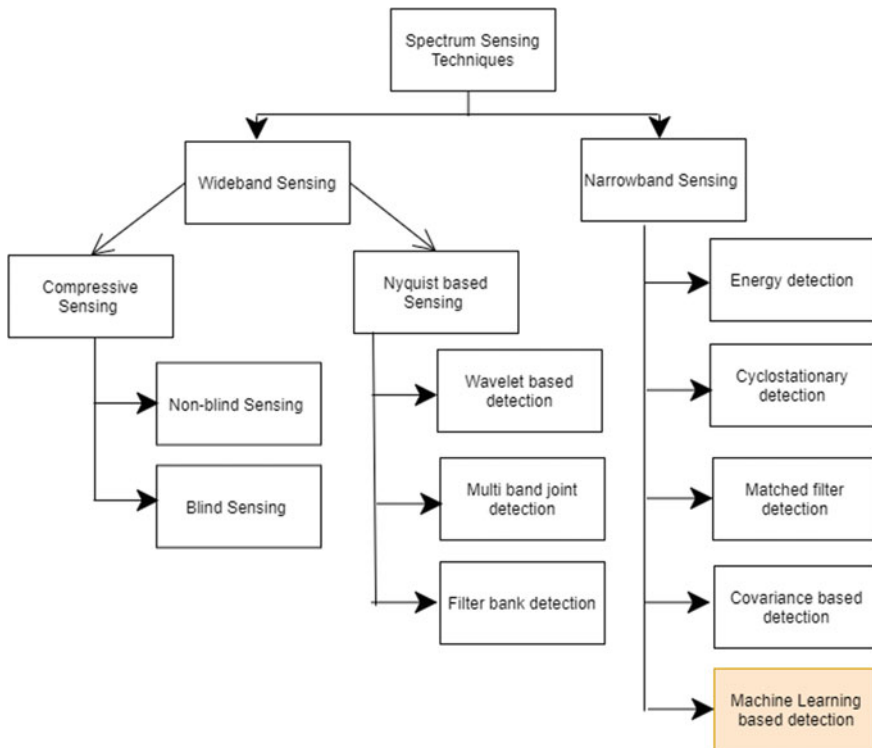 Spectrum Sensing
Techniques
Wideband Sensing
Narrowband Sensing
Compressive
Sensing
Nyquist based
Sensing
Energy detection
Non-blind Sensing
Wavelet based
detection
Cyclostationary
detection
Blind Sensing
Multi band joint
detection
Matched filter
detection
Filter bank detection
Covariance based
detection
Machine Learning
based detection